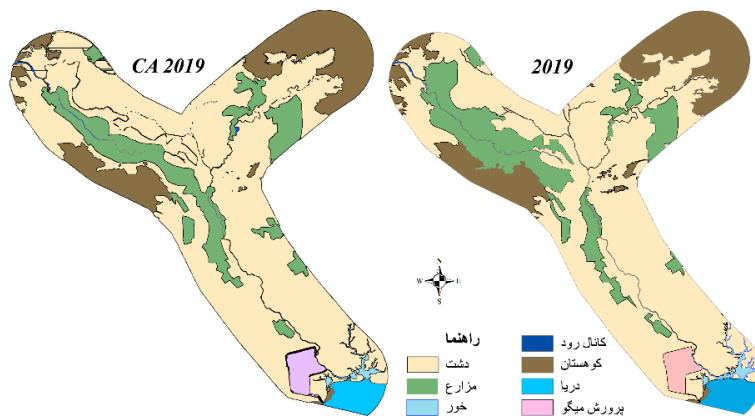 CA 2019
2019
N
W E
S
راهنما
دشت
مزارع
خور
کانال رود
کوهستان
دریا
پرورش میگو